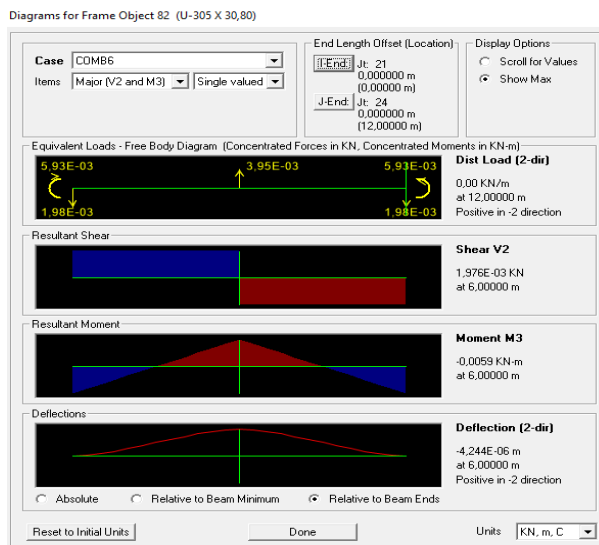 Diagrams for Frame Object 82 (U-305 X 30,80)
Case COMB6
Items Major (V2 and M3) Single valued
End Length Offset (Location)
I-End: Jt: 21
0,000000 m
(0,00000 m)
J-End: Jt: 24
0,000000 m
(12,00000 m)
Display Options
Scroll for Values
Show Max
Equivalent Loads - Free Body Diagram (Concentrated Forces in KN, Concentrated Moments in KN-m)
5,93E-03 3,95E-03 5,93E-03
1,98E-03 1,98E-03
Dist Load (2-dir)
0,00 KN/m
at 12,00000 m
Positive in -2 direction
Resultant Shear
Shear V2
1,976E-03 KN
at 6,00000 m
Resultant Moment
Moment M3
-0,0059 KN-m
at 6,00000 m
Deflections
Deflection (2-dir)
-4,244E-06 m
at 6,00000 m
Positive in -2 direction
Absolute Relative to Beam Minimum Relative to Beam Ends
Reset to Initial Units Done Units KN, m, C